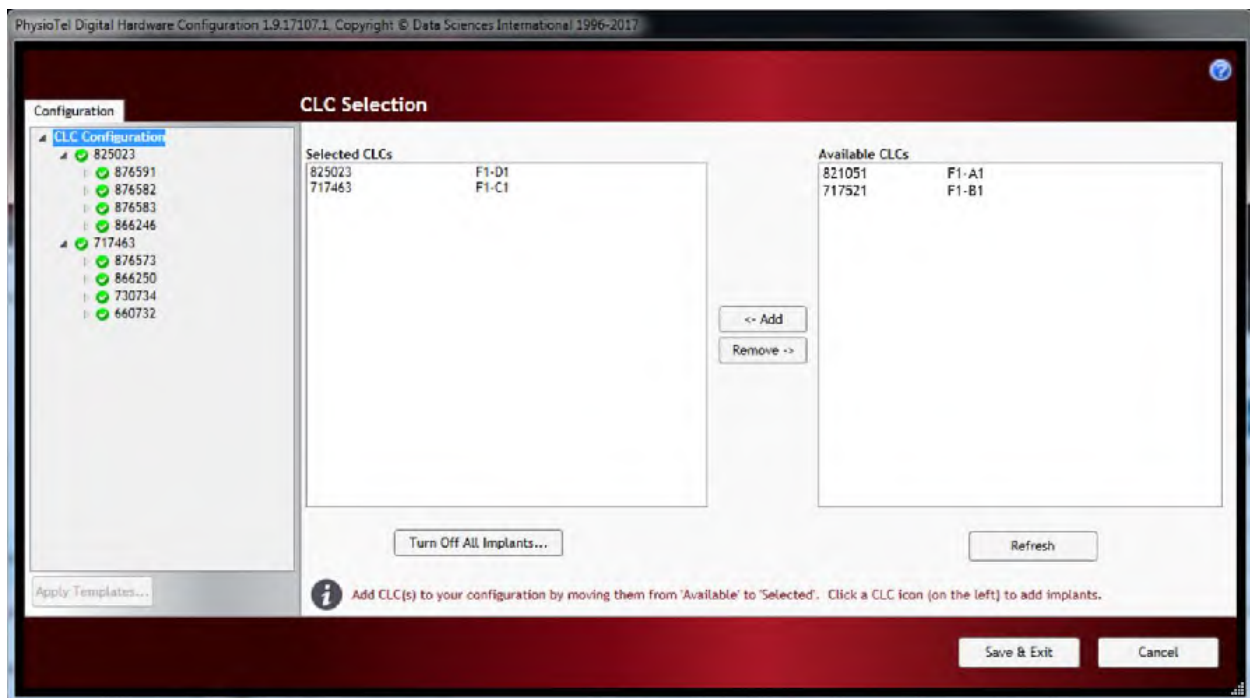 PhysioTel Digital Hardware Configuration 1.9.17107.1, Copyright © Data Sciences International 1996-2017
Configuration
CLC Selection
CLC Configuration
825023
876591
876582
876583
866246
717463
876573
866250
730734
660732
Selected CLCs
825023 F1-D1
717463 F1-C1
<- Add
Remove ->
Available CLCs
821051 F1-A1
717521 F1-B1
Turn Off All Implants...
Refresh
Apply Templates...
Add CLC(s) to your configuration by moving them from 'Available' to 'Selected'. Click a CLC icon (on the left) to add implants.
Save & Exit
Cancel